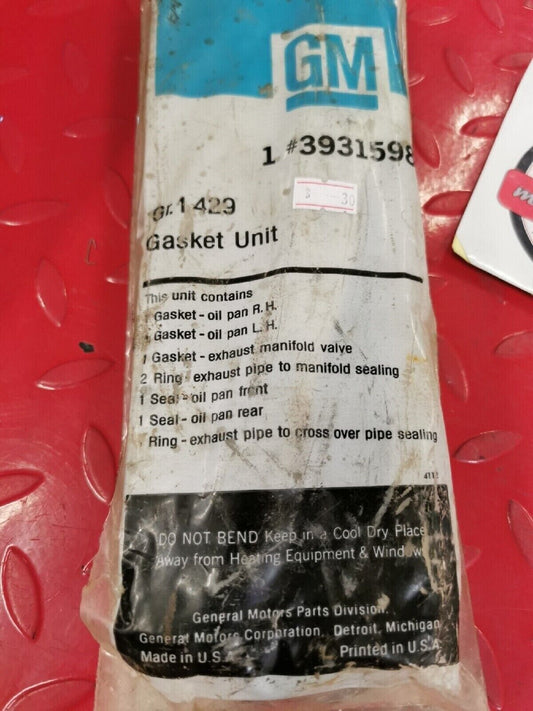 GM
1 #3931598
$ 30
Gr. 1 429
Gasket Unit
This unit contains
Gasket - oil pan R.H.
Gasket - oil pan L.H.
1 Gasket - exhaust manifold valve
2 Ring - exhaust pipe to manifold sealing
1 Seal - oil pan front
1 Seal - oil pan rear
Ring - exhaust pipe to cross over pipe sealing
DO NOT BEND Keep in a Cool Dry Place
Away from Heating Equipment & Window
General Motors Parts Division,
General Motors Corporation, Detroit, Michigan
Made in U.S.A. Printed in U.S.A.